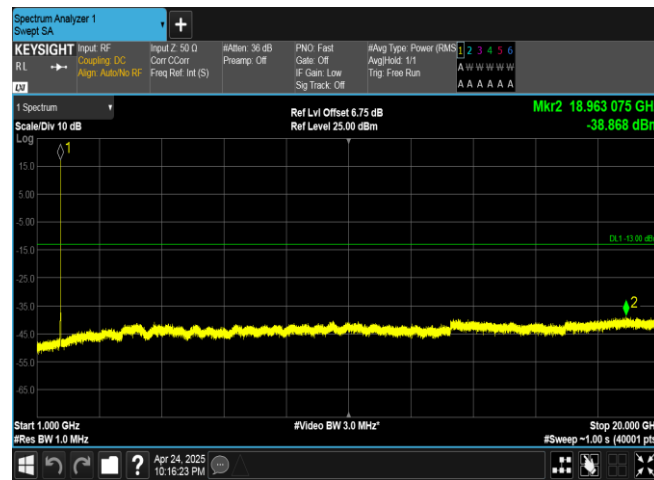 Spectrum Analyzer 1
Swept SA
+
KEYSIGHT
RL
LXI
Input: RF
Coupling: DC
Align: Auto/No RF
Input Z: 50 Ω
Corr CCorr
Freq Ref: Int (S)
#Atten: 36 dB
Preamp: Off
PNO: Fast
Gate: Off
IF Gain: Low
Sig Track: Off
#Avg Type: Power (RMS
Avg|Hold: 1/1
Trig: Free Run
1 2 3 4 5 6
A W W W W W
A A A A A A
1 Spectrum
Scale/Div 10 dB
Log
Ref Lvl Offset 6.75 dB
Ref Level 25.00 dBm
Mkr2 18.963 075 GH
-38.868 dBm
1
15.0
5.00
-5.00
DL1 -13.00 dB
-15.0
-25.0
2
-35.0
-45.0
-55.0
-65.0
Start 1.000 GHz
#Res BW 1.0 MHz
#Video BW 3.0 MHz*
Stop 20.000 GHz
#Sweep ~1.00 s (40001 pts
?
Apr 24, 2025
10:16:23 PM